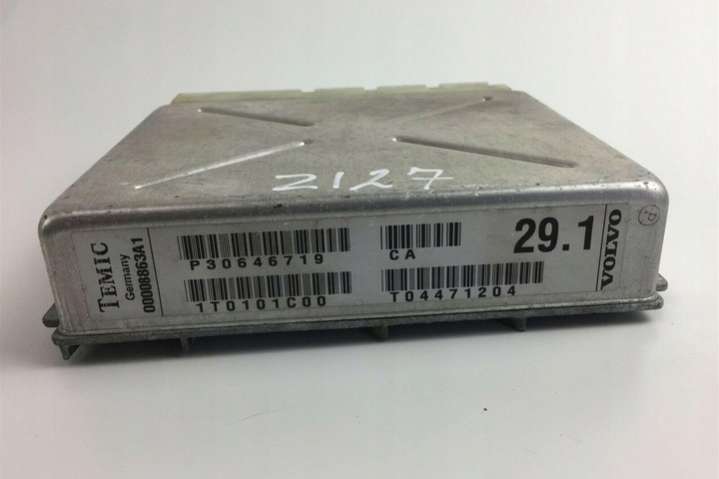 2127
TEMIC
Germany
00008863A1
P30646719
CA
29.1
1T0101C00
T04471204
VOLVO
P.